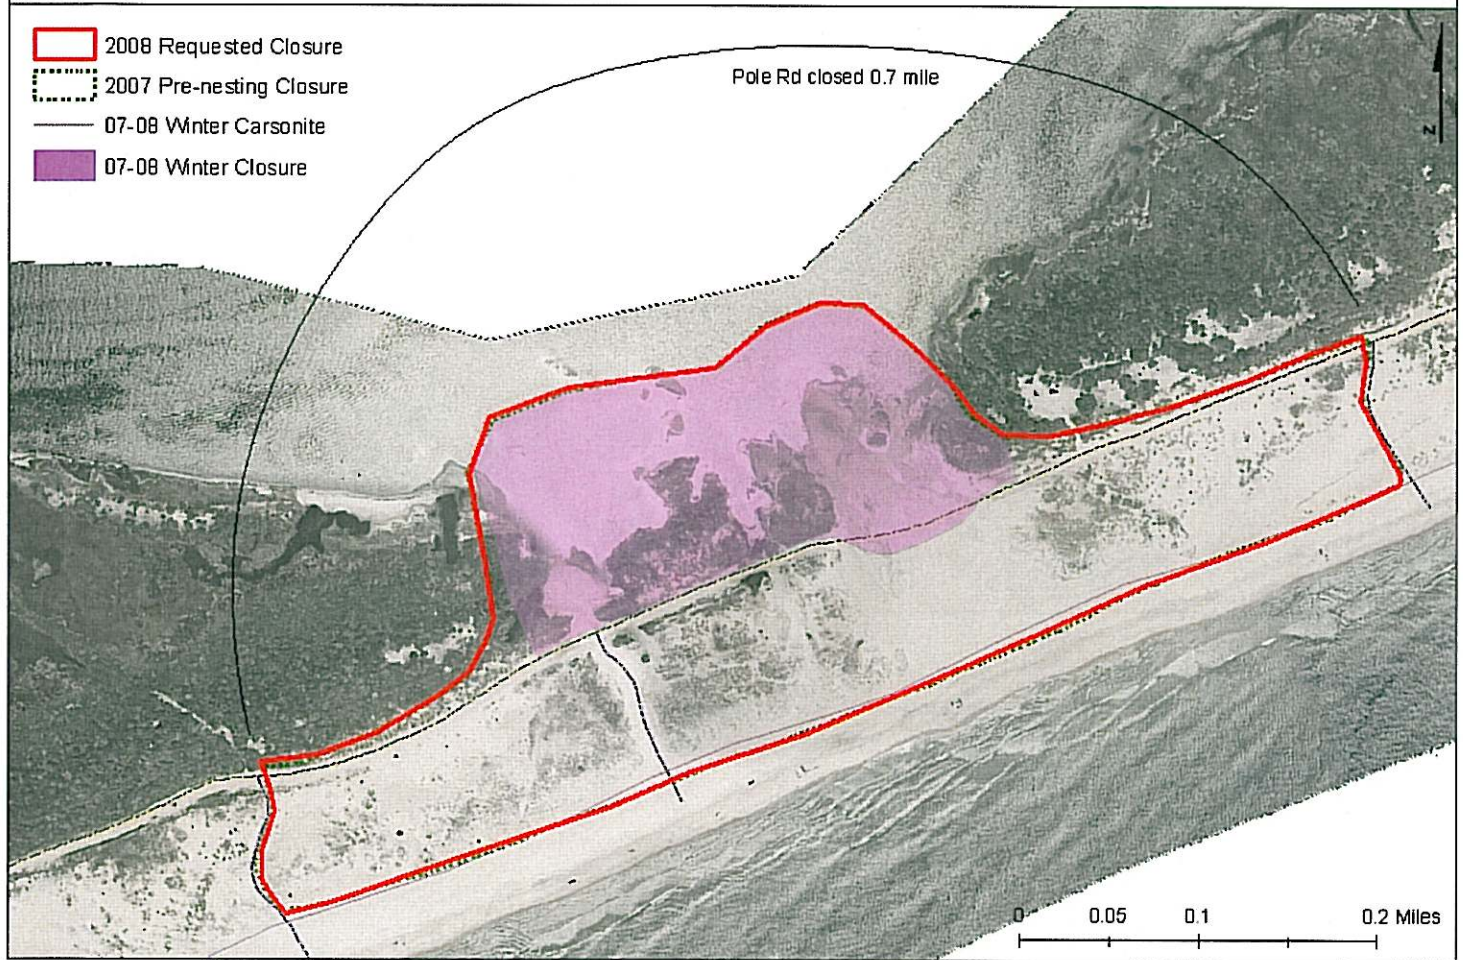 2008 Requested Closure
2007 Pre-nesting Closure
07-08 Winter Carsonite
07-08 Winter Closure
Pole Rd closed 0.7 mile
N
0 0.05 0.1 0.2 Miles